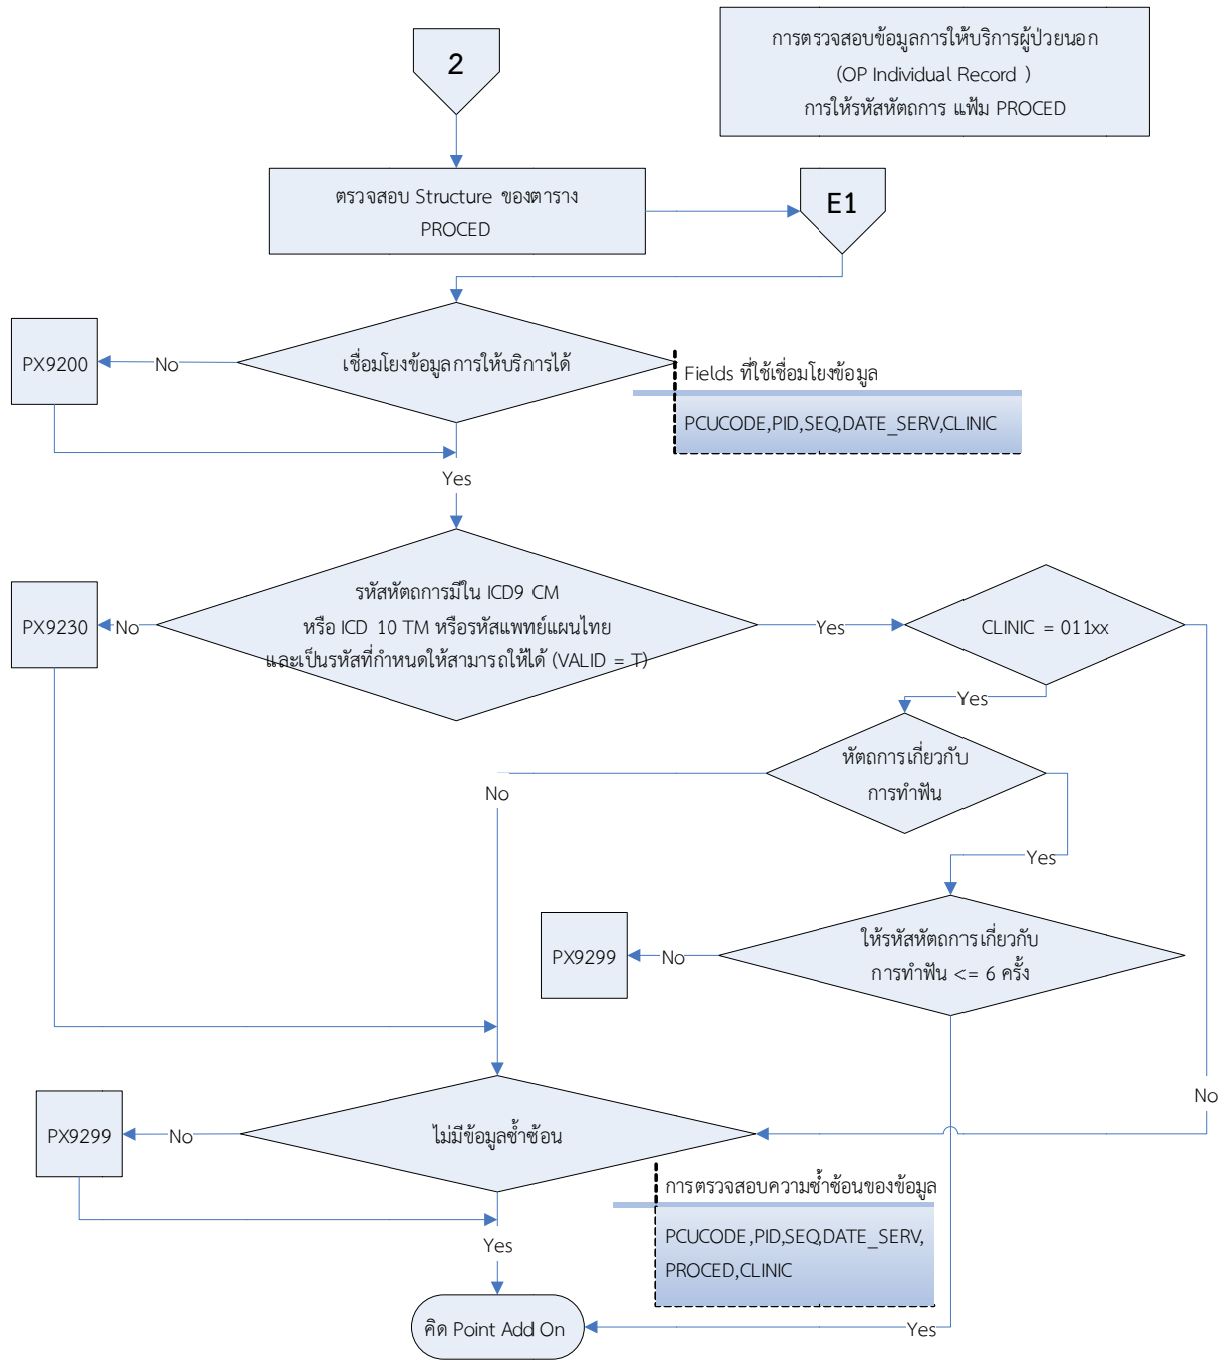 2
การตรวจสอบข้อมูลการให้บริการผู้ป่วยนอก
(OP Individual Record )
การให้รหัสหัตถการ แฟ้ม PROCED
ตรวจสอบ Structure ของตาราง
PROCED
E1
เชื่อมโยงข้อมูลการให้บริการได้
No
PX9200
Fields ที่ใช้เชื่อมโยงข้อมูล
PCUCODE,PID,SEQ,DATE_SERV,CLINIC
Yes
รหัสหัตถการมีใน ICD9 CM
หรือ ICD 10 TM หรือรหัสแพทย์แผนไทย
และเป็นรหัสที่กำหนดให้สามารถให้ได้ (VALID = T)
No
PX9230
Yes
CLINIC = 011xx
Yes
หัตถการเกี่ยวกับ
การทำฟัน
No
Yes
ให้รหัสหัตถการเกี่ยวกับ
การทำฟัน <= 6 ครั้ง
No
PX9299
No
ไม่มีข้อมูลซ้ำซ้อน
No
PX9299
การตรวจสอบความซ้ำซ้อนของข้อมูล
PCUCODE,PID,SEQ,DATE_SERV,
PROCED,CLINIC
Yes
คิด Point Add On
Yes